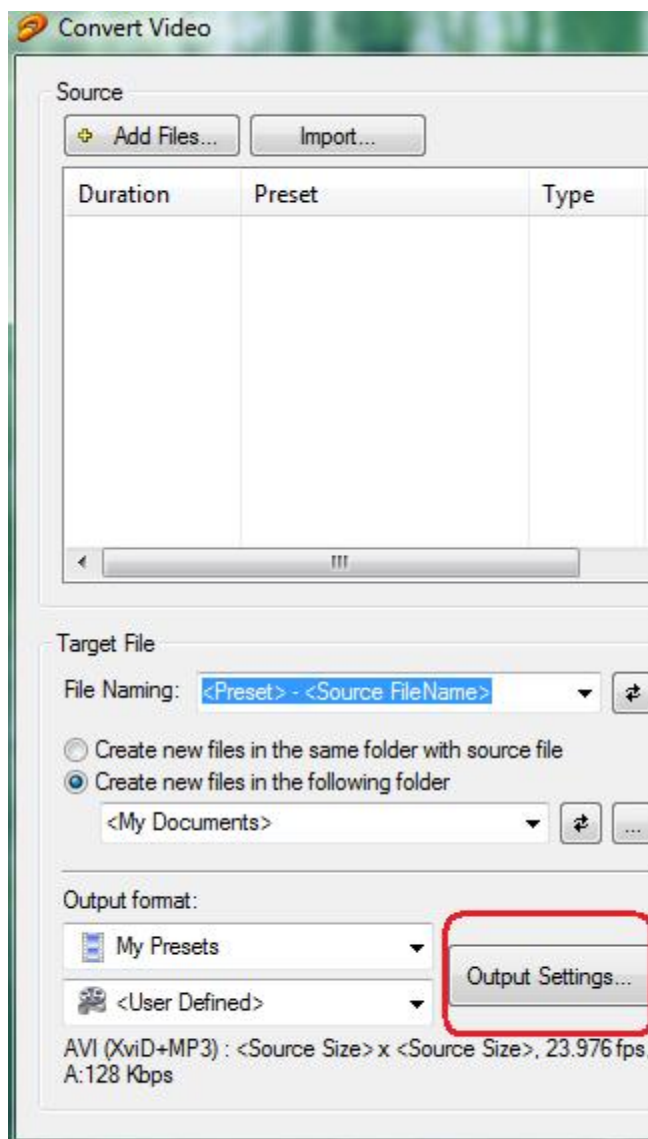 Convert Video
Source
Add Files... Import...
Duration Preset Type
Target File
File Naming: <Preset> - <Source FileName>
Create new files in the same folder with source file
Create new files in the following folder
<My Documents> ...
Output format:
My Presets
Output Settings...
<User Defined>
AVI (XviD+MP3) : <Source Size> x <Source Size>, 23.976 fps,
A:128 Kbps